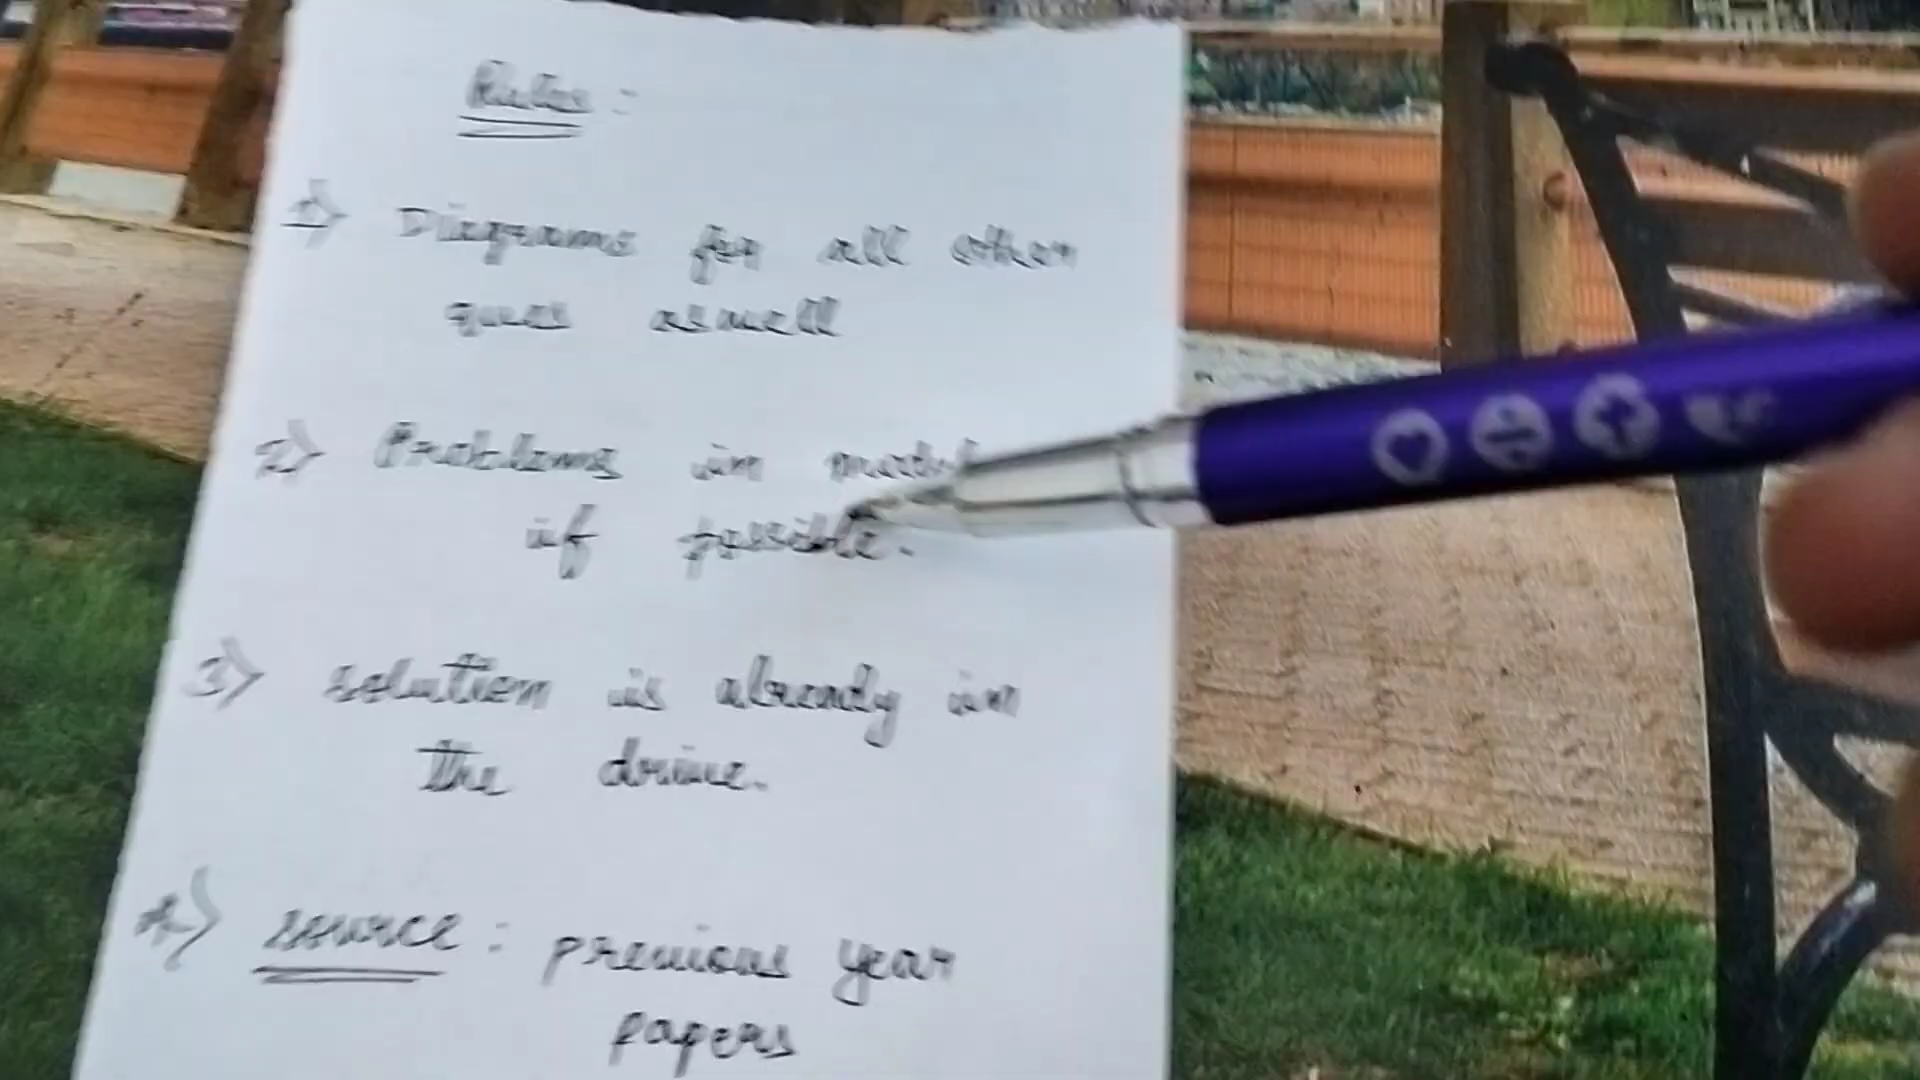 Rules :
1) Diagrams for all other
ques aswell
2) Problems in
if possible.
3) solution is already in
the drive.
4) source : previous year
papers